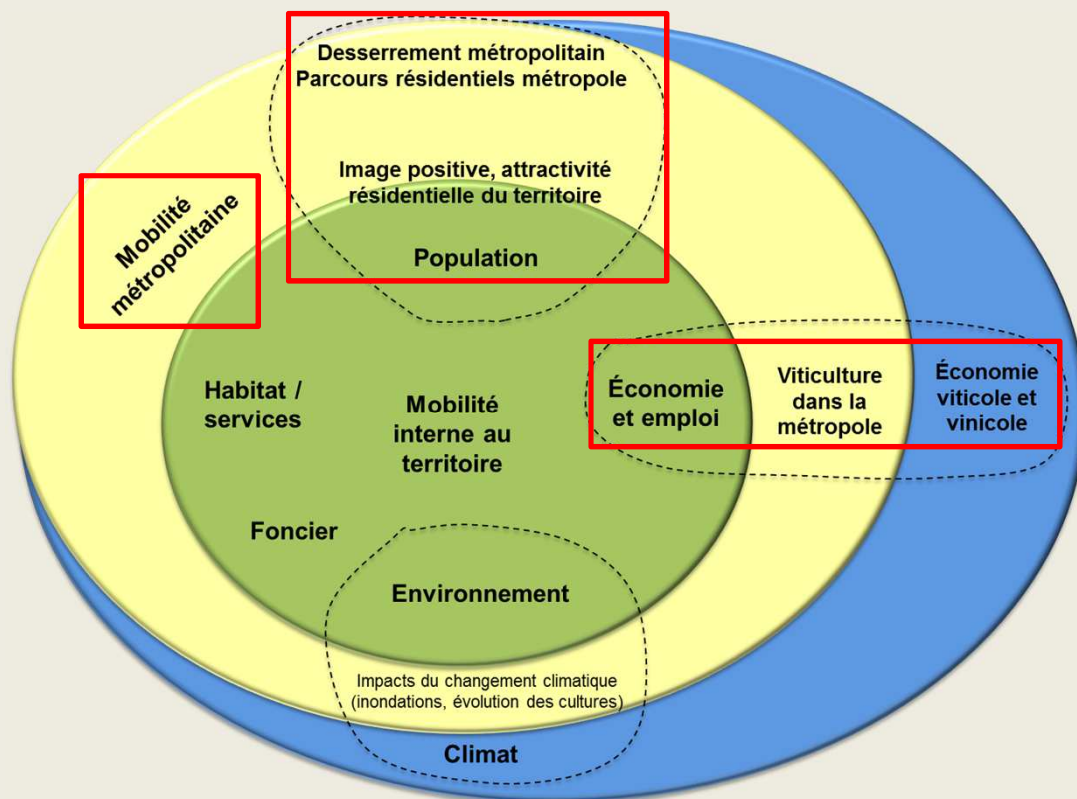 Desserrement métropolitain
Parcours résidentiels métropole
Image positive, attractivité
résidentielle du territoire
Population
Mobilité
métropolitaine
Habitat /
services
Mobilité
interne au
territoire
Économie
et emploi
Viticulture
dans la
métropole
Économie
viticole et
vinicole
Foncier
Environnement
Impacts du changement climatique
(inondations, évolution des cultures)
Climat